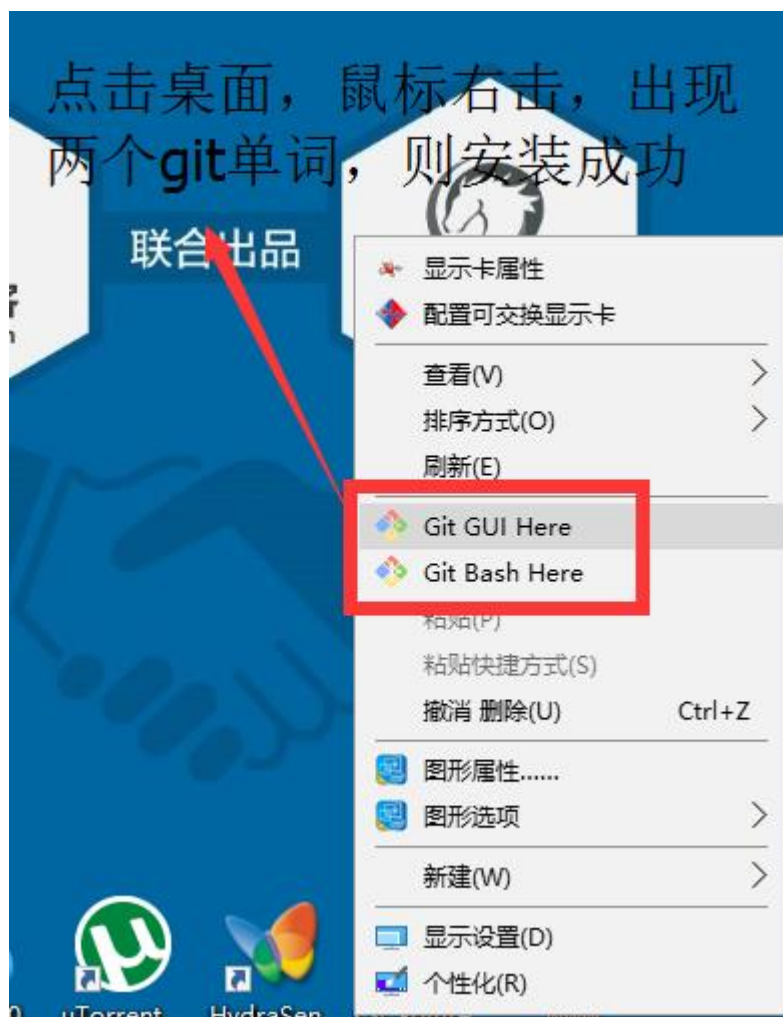 点击桌面，鼠标右击，出现
两个git单词，则安装成功
联合出品
显示卡属性
配置可交换显示卡
查看(V)
排序方式(O)
刷新(E)
Git GUI Here
Git Bash Here
粘贴(P)
粘贴快捷方式(S)
撤消 删除(U) Ctrl+Z
图形属性......
图形选项
新建(W)
显示设置(D)
个性化(R)
uTorrent
HydraSen